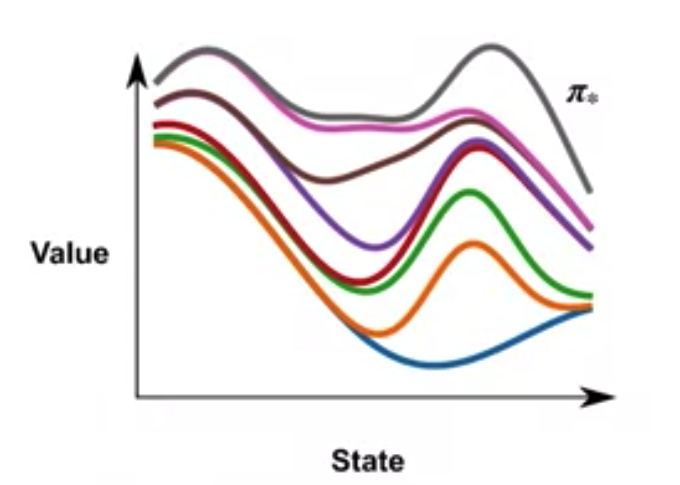 π*
Value
State